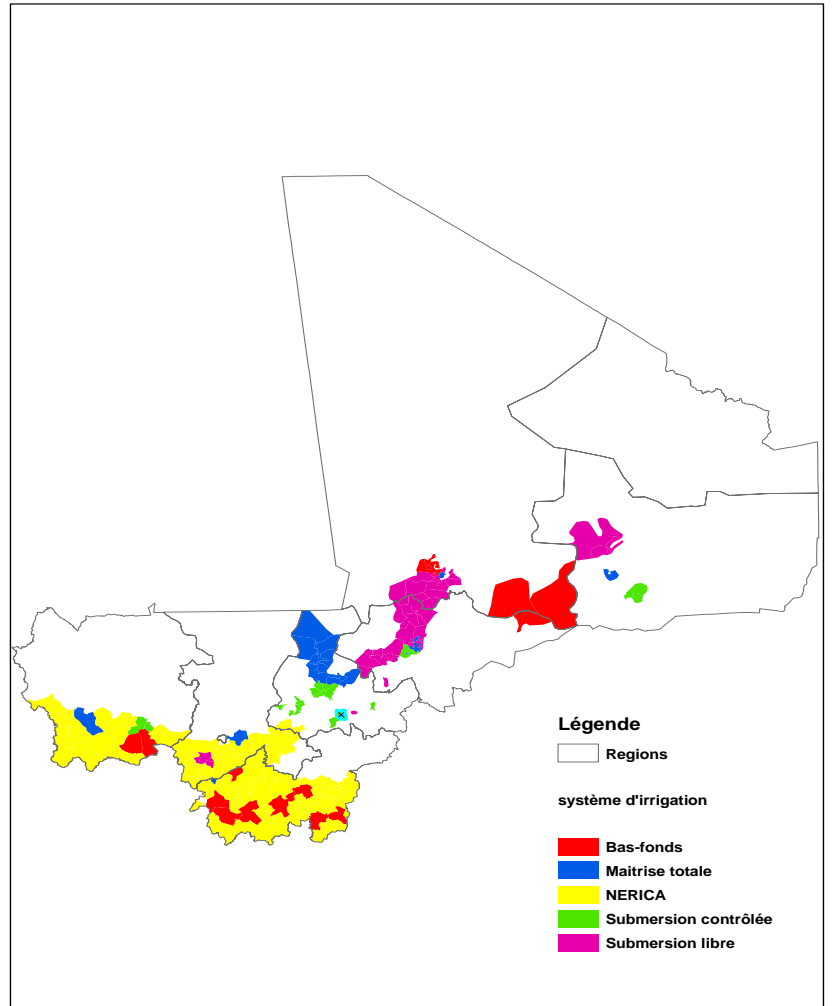 Légende
Regions
système d'irrigation
Bas-fonds
Maitrise totale
NERICA
Submersion contrôlée
Submersion libre